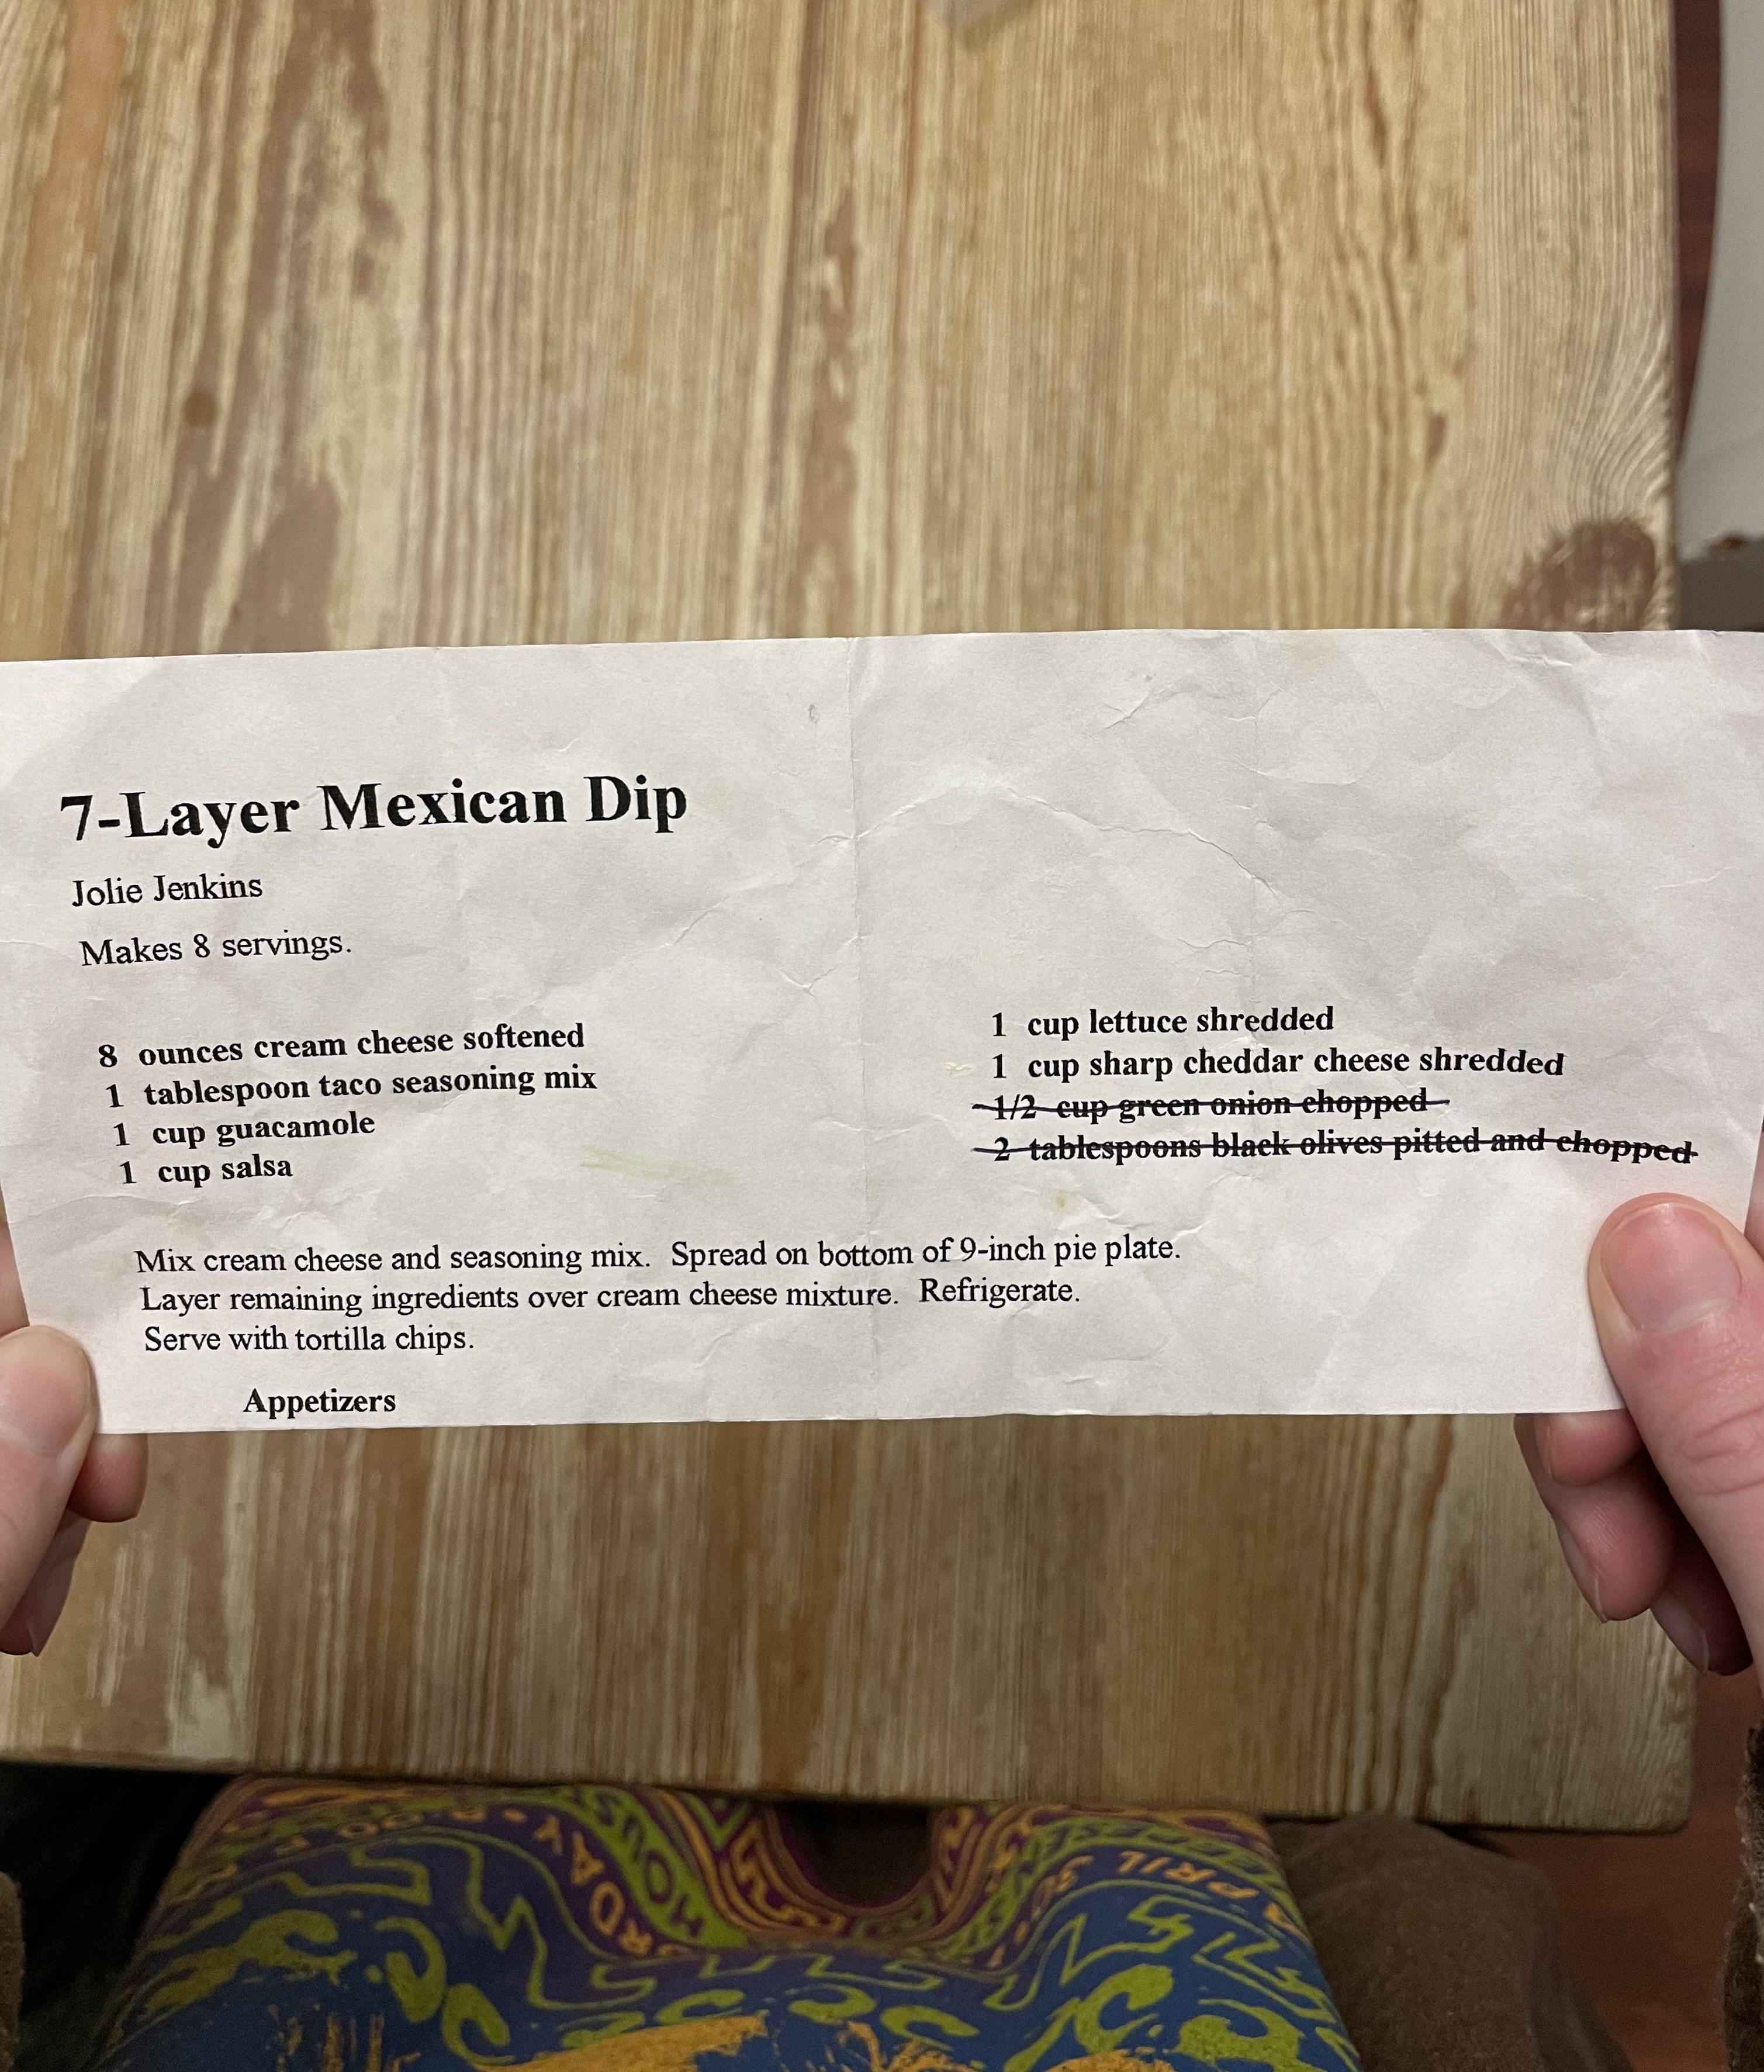 7-Layer Mexican Dip
Jolie Jenkins
Makes 8 servings.
8 ounces cream cheese softened
1 tablespoon taco seasoning mix
1 cup guacamole
1 cup salsa
1 cup lettuce shredded
1 cup sharp cheddar cheese shredded
1/2 cup green onion chopped
2 tablespoons black olives pitted and chopped
Mix cream cheese and seasoning mix. Spread on bottom of 9-inch pie plate.
Layer remaining ingredients over cream cheese mixture. Refrigerate.
Serve with tortilla chips.
Appetizers
APRIL